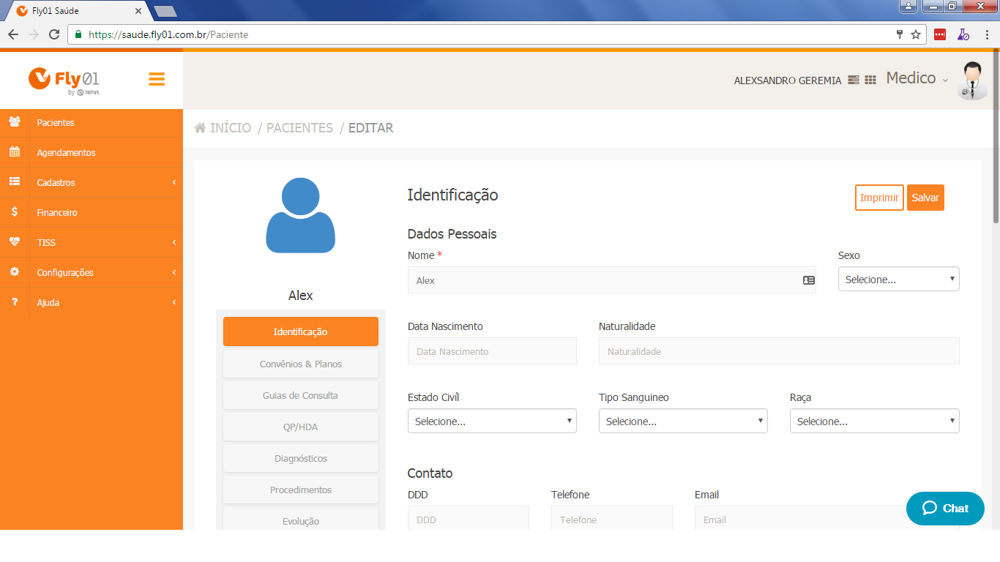 Fly01 Saúde
https://saude.fly01.com.br/Paciente
Fly01
by TOTVS
ALEXSANDRO GEREMIA
Medico
INÍCIO / PACIENTES / EDITAR
Pacientes
Agendamentos
Cadastros
Financeiro
TISS
Configurações
Ajuda
Alex
Identificação
Convênios & Planos
Guias de Consulta
QP/HDA
Diagnósticos
Procedimentos
Evolução
Identificação
Imprimir
Salvar
Dados Pessoais
Nome *
Sexo
Alex
Selecione...
Data Nascimento
Naturalidade
Data Nascimento
Naturalidade
Estado Civíl
Tipo Sanguineo
Raça
Selecione...
Selecione...
Selecione...
Contato
DDD
Telefone
Email
DDD
Telefone
Email
Chat